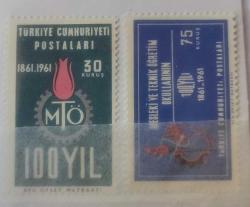 TÜRKİYE CUMHURİYETİ
POSTALARI
1861.1961
30
KURUŞ
MTÖ
100 YIL
MESLEKİ VE TEKNİK ÖĞRETİM
OKULLARININ
100
1861.1961
75
KURUŞ
TÜRKİYE CUMHURİYETİ POSTALARI